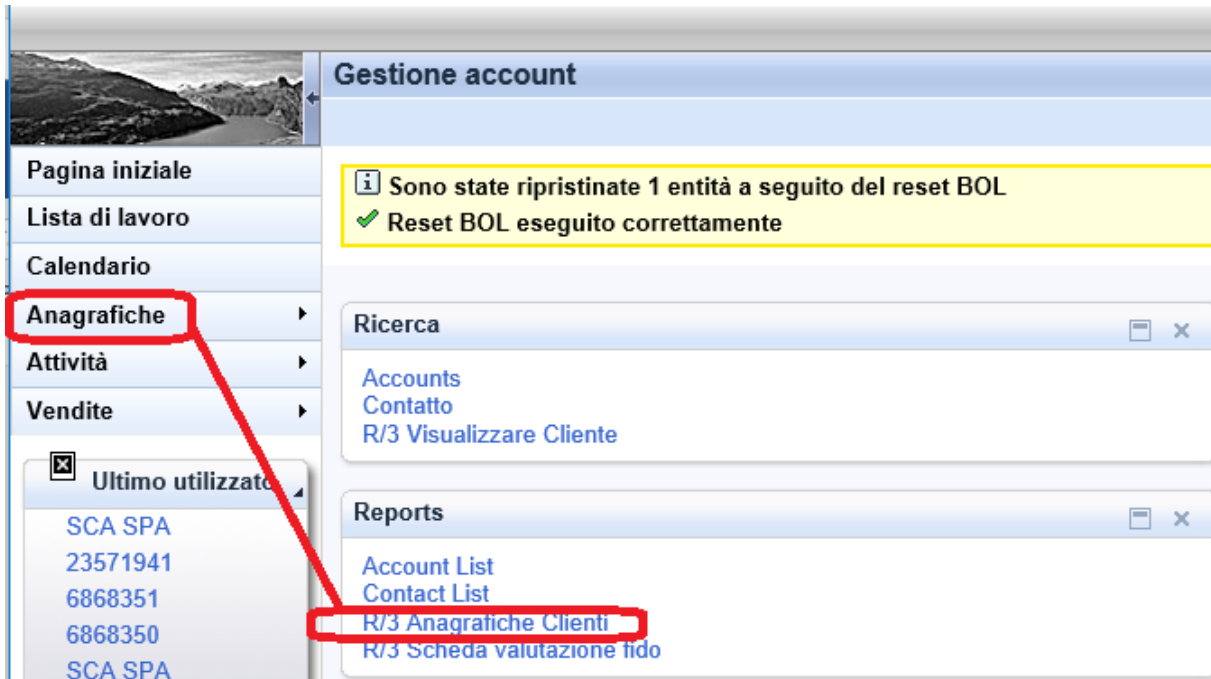 Gestione account
Pagina iniziale
Lista di lavoro
Calendario
Anagrafiche
Attività
Vendite
Ultimo utilizzato
SCA SPA
23571941
6868351
6868350
SCA SPA
Sono state ripristinate 1 entità a seguito del reset BOL
Reset BOL eseguito correttamente
Ricerca
Accounts
Contatto
R/3 Visualizzare Cliente
Reports
Account List
Contact List
R/3 Anagrafiche Clienti
R/3 Scheda valutazione fido